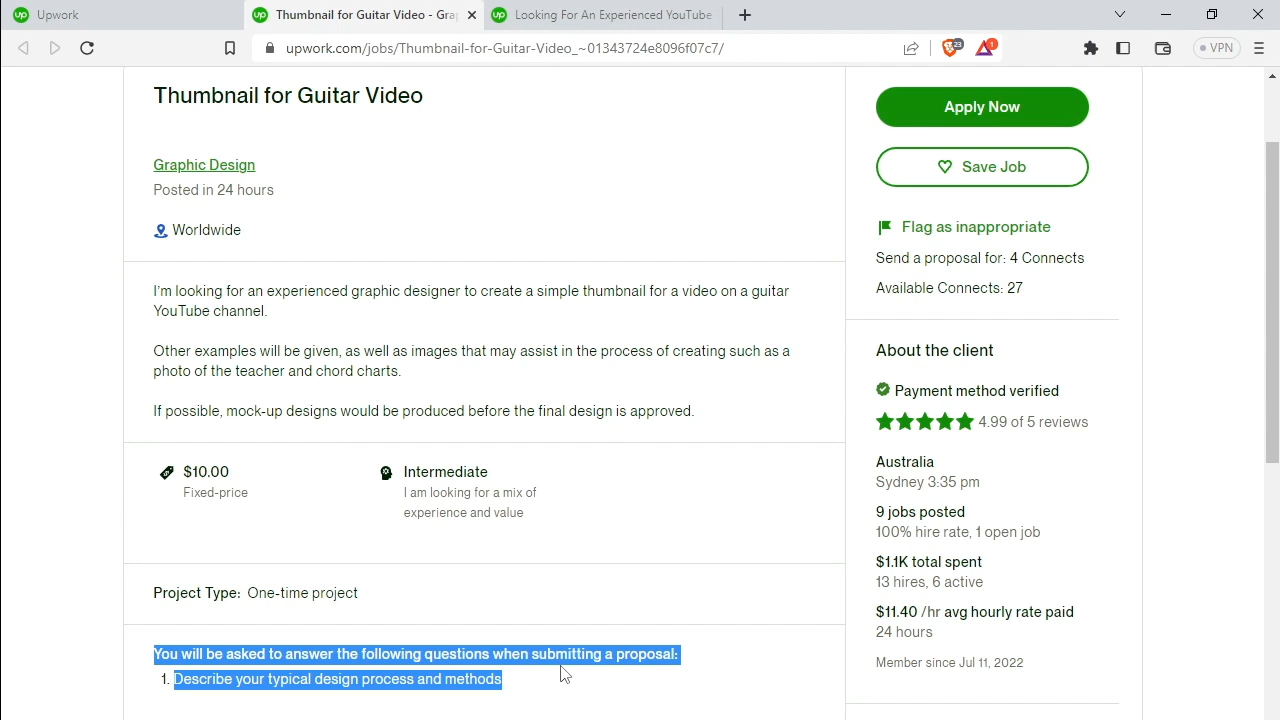 Upwork
Thumbnail for Guitar Video - Gra
Looking For An Experienced YouTube
upwork.com/jobs/Thumbnail-for-Guitar-Video_~01343724e8096f07c7/
23
1
VPN
Thumbnail for Guitar Video
Graphic Design
Posted in 24 hours
Worldwide
I'm looking for an experienced graphic designer to create a simple thumbnail for a video on a guitar
YouTube channel.
Other examples will be given, as well as images that may assist in the process of creating such as a
photo of the teacher and chord charts.
If possible, mock-up designs would be produced before the final design is approved.
$10.00
Fixed-price
Intermediate
I am looking for a mix of
experience and value
Project Type: One-time project
You will be asked to answer the following questions when submitting a proposal:
1. Describe your typical design process and methods
Apply Now
Save Job
Flag as inappropriate
Send a proposal for: 4 Connects
Available Connects: 27
About the client
Payment method verified
4.99 of 5 reviews
Australia
Sydney 3:35 pm
9 jobs posted
100% hire rate, 1 open job
$1.1K total spent
13 hires, 6 active
$11.40 /hr avg hourly rate paid
24 hours
Member since Jul 11, 2022